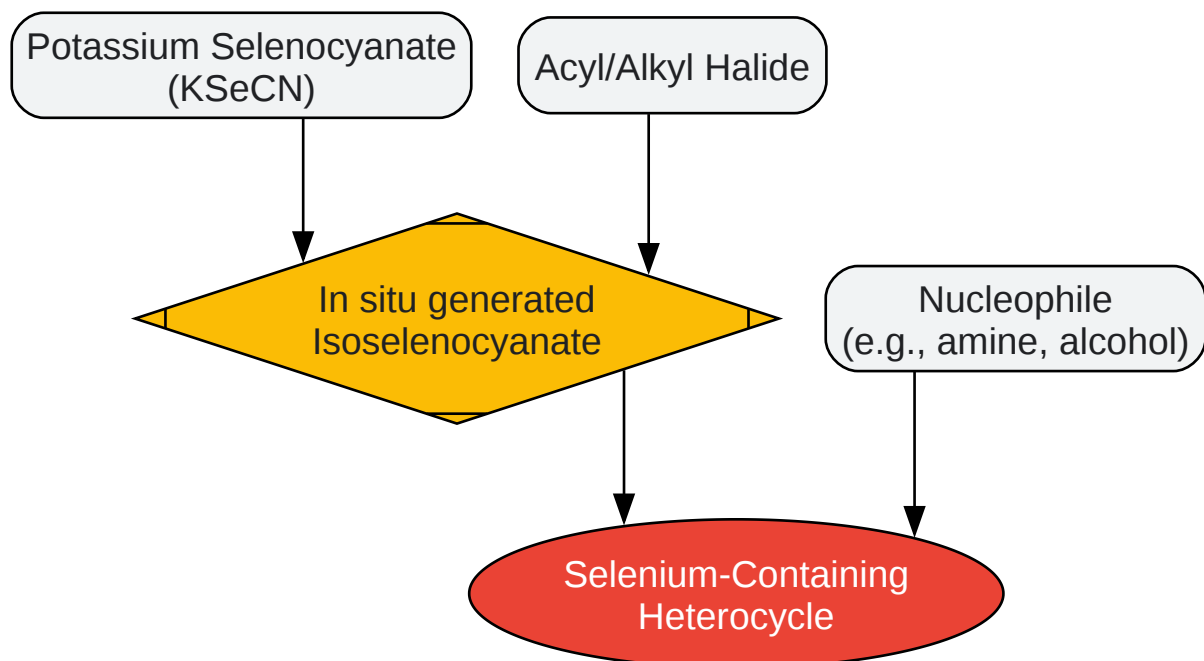 Potassium Selenocyanate
(KSeCN)
Acyl/Alkyl Halide
In situ generated
Isoselenocyanate
Nucleophile
(e.g., amine, alcohol)
Selenium-Containing
Heterocycle